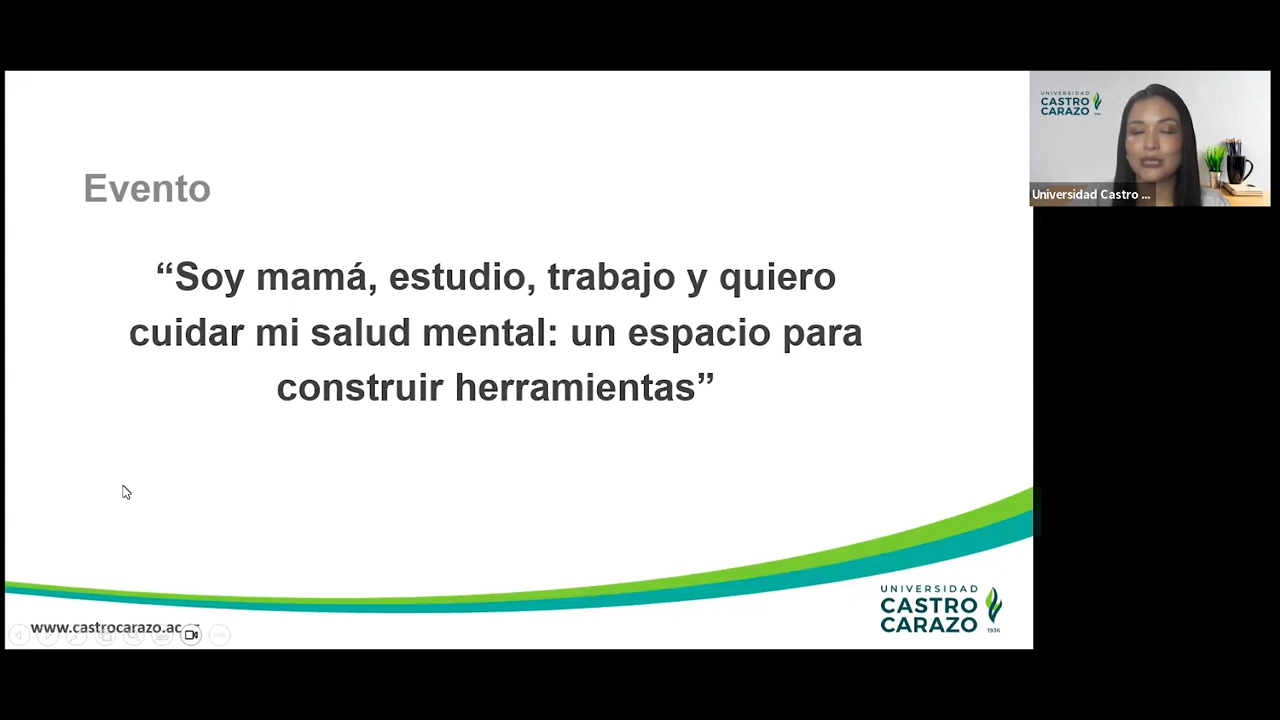 Evento
“Soy mamá, estudio, trabajo y quiero
cuidar mi salud mental: un espacio para
construir herramientas”
UNIVERSIDAD
CASTRO
CARAZO
Universidad Castro ...
www.castrocarazo.ac
UNIVERSIDAD
CASTRO
CARAZO
1936